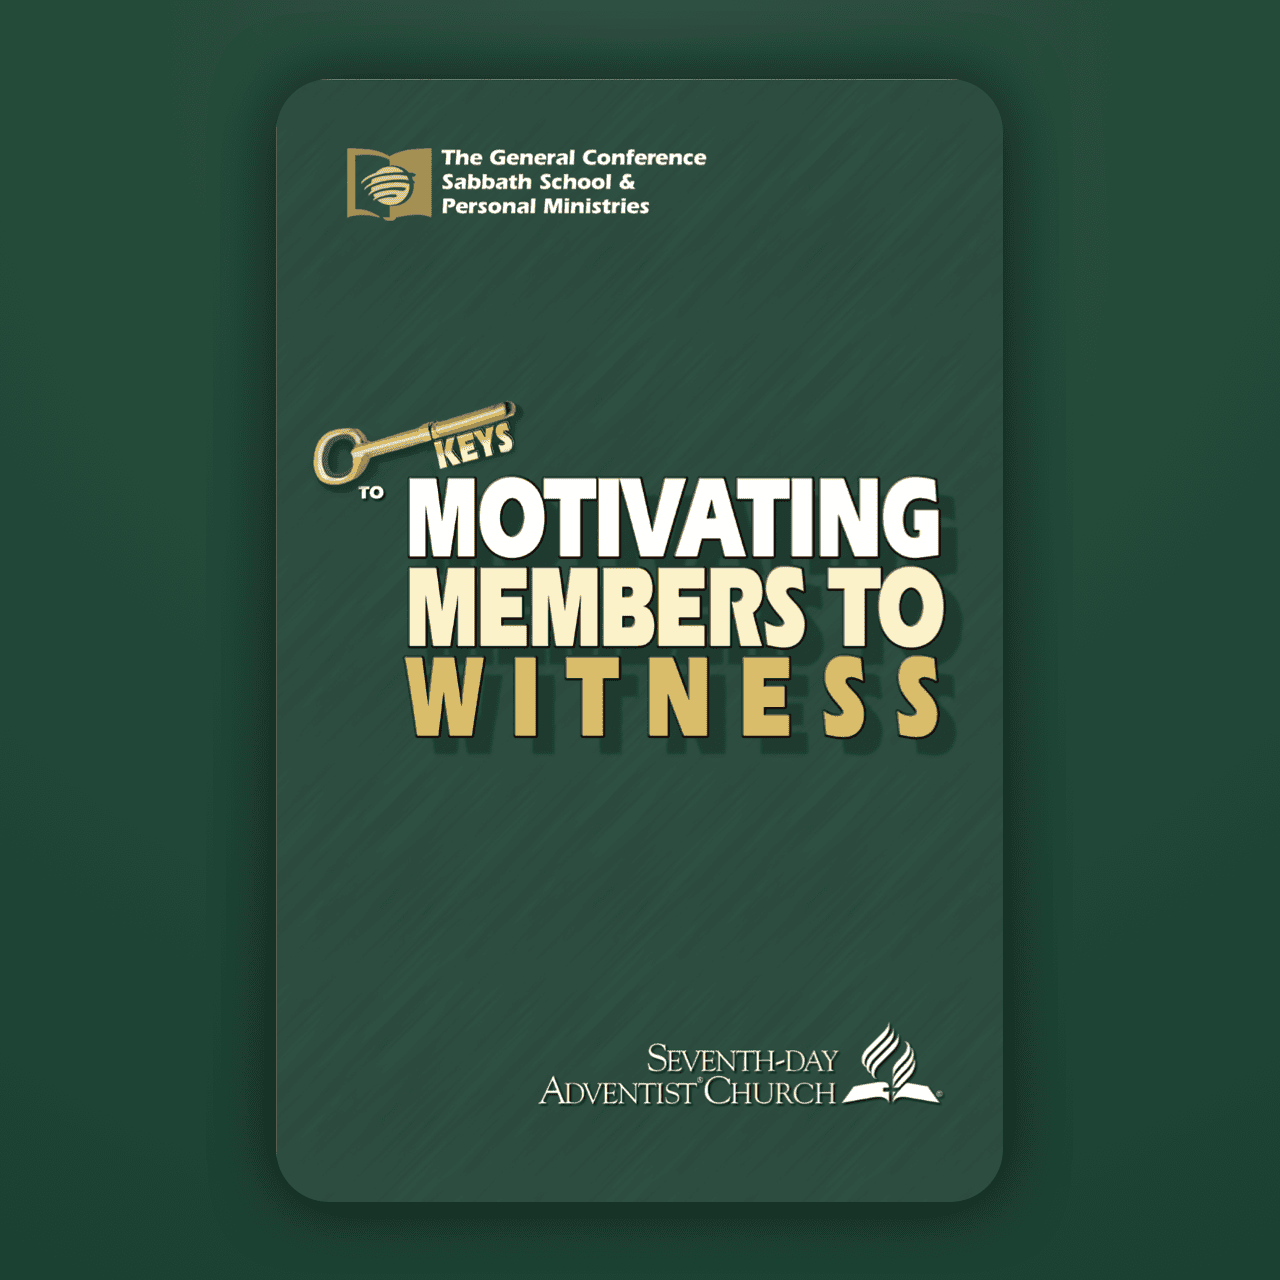 The General Conference
Sabbath School &
Personal Ministries
KEYS
TO
MOTIVATING
MEMBERS TO
WITNESS
SEVENTH-DAY
ADVENTIST® CHURCH
®